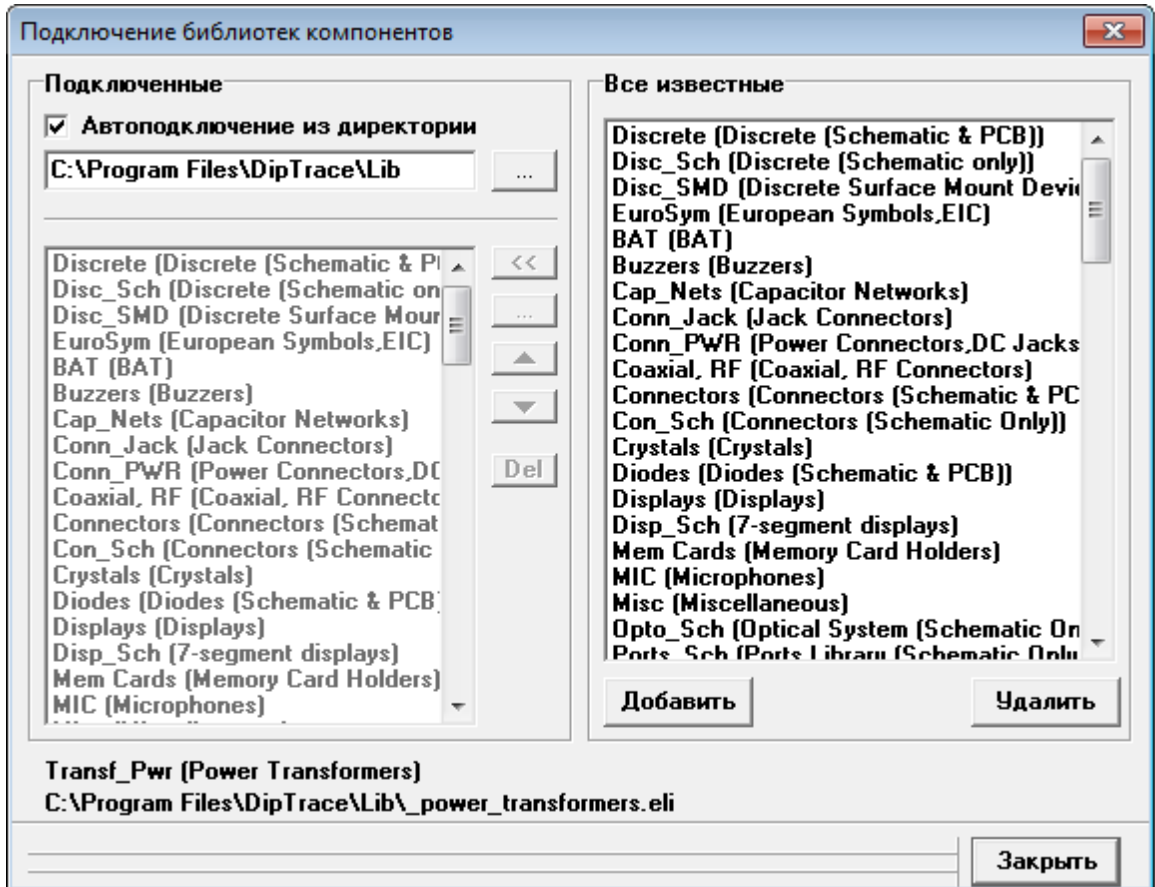 Подключение библиотек компонентов
Подключенные
Автоподключение из директории
C:\Program Files\DipTrace\Lib
...
Discrete (Discrete (Schematic & P
Disc_Sch (Discrete (Schematic on
Disc_SMD (Discrete Surface Mour
EuroSym (European Symbols,EIC)
BAT (BAT)
Buzzers (Buzzers)
Cap_Nets (Capacitor Networks)
Conn_Jack (Jack Connectors)
Conn_PWR (Power Connectors,DC
Coaxial, RF (Coaxial, RF Connectc
Connectors (Connectors (Schemat
Con_Sch (Connectors (Schematic
Crystals (Crystals)
Diodes (Diodes (Schematic & PCB)
Displays (Displays)
Disp_Sch (7-segment displays)
Mem Cards (Memory Card Holders)
MIC (Microphones)
<<
...
Del
Все известные
Discrete (Discrete (Schematic & PCB))
Disc_Sch (Discrete (Schematic only))
Disc_SMD (Discrete Surface Mount Devi
EuroSym (European Symbols,EIC)
BAT (BAT)
Buzzers (Buzzers)
Cap_Nets (Capacitor Networks)
Conn_Jack (Jack Connectors)
Conn_PWR (Power Connectors,DC Jacks
Coaxial, RF (Coaxial, RF Connectors)
Connectors (Connectors (Schematic & PC
Con_Sch (Connectors (Schematic Only))
Crystals (Crystals)
Diodes (Diodes (Schematic & PCB))
Displays (Displays)
Disp_Sch (7-segment displays)
Mem Cards (Memory Card Holders)
MIC (Microphones)
Misc (Miscellaneous)
Opto_Sch (Optical System (Schematic On
Ports_Sch (Ports Library (Schematic Only
Добавить
Удалить
Transf_Pwr (Power Transformers)
C:\Program Files\DipTrace\Lib\_power_transformers.eli
Закрыть